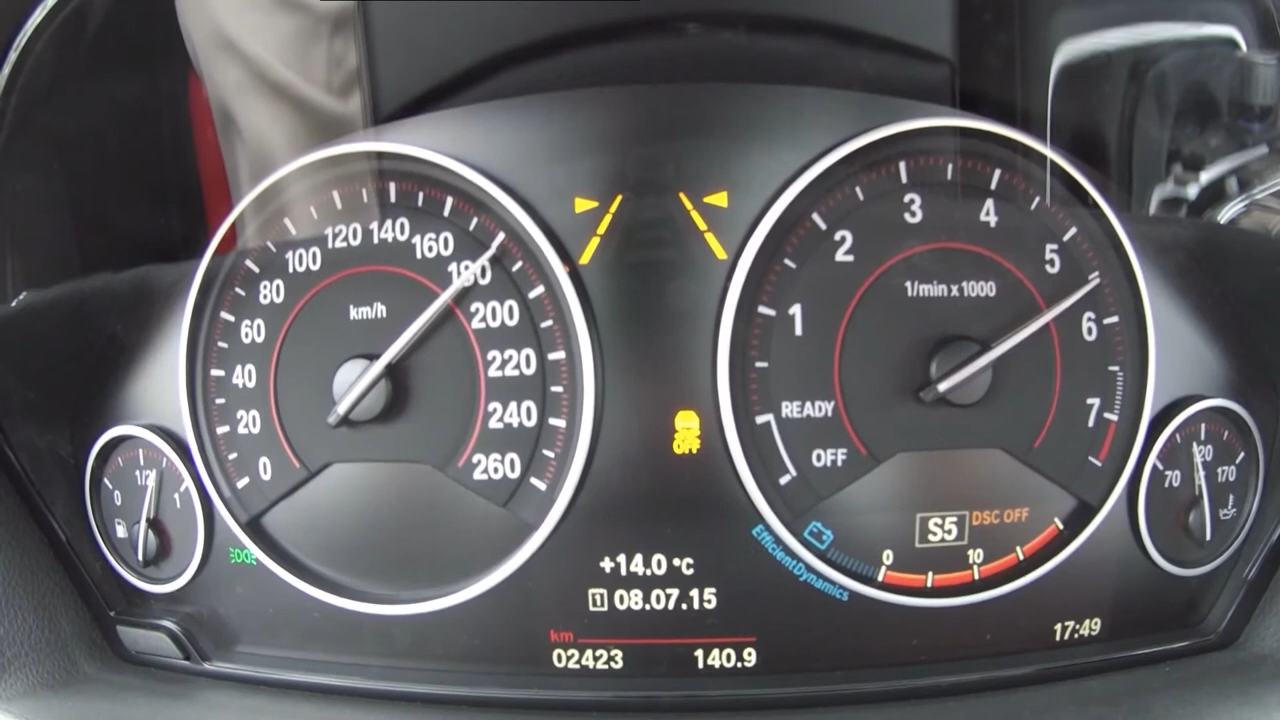 0 20 40 60 80 100 120 140 160 180 200 220 240 260
km/h
OFF
READY
1 2 3 4 5 6 7
1/min x 1000
0 1/2 1
70 120 170
OFF
S5 DSC OFF
0 10
EfficientDynamics
+14.0 °C
1 08.07.15
km
02423 140.9
17:49